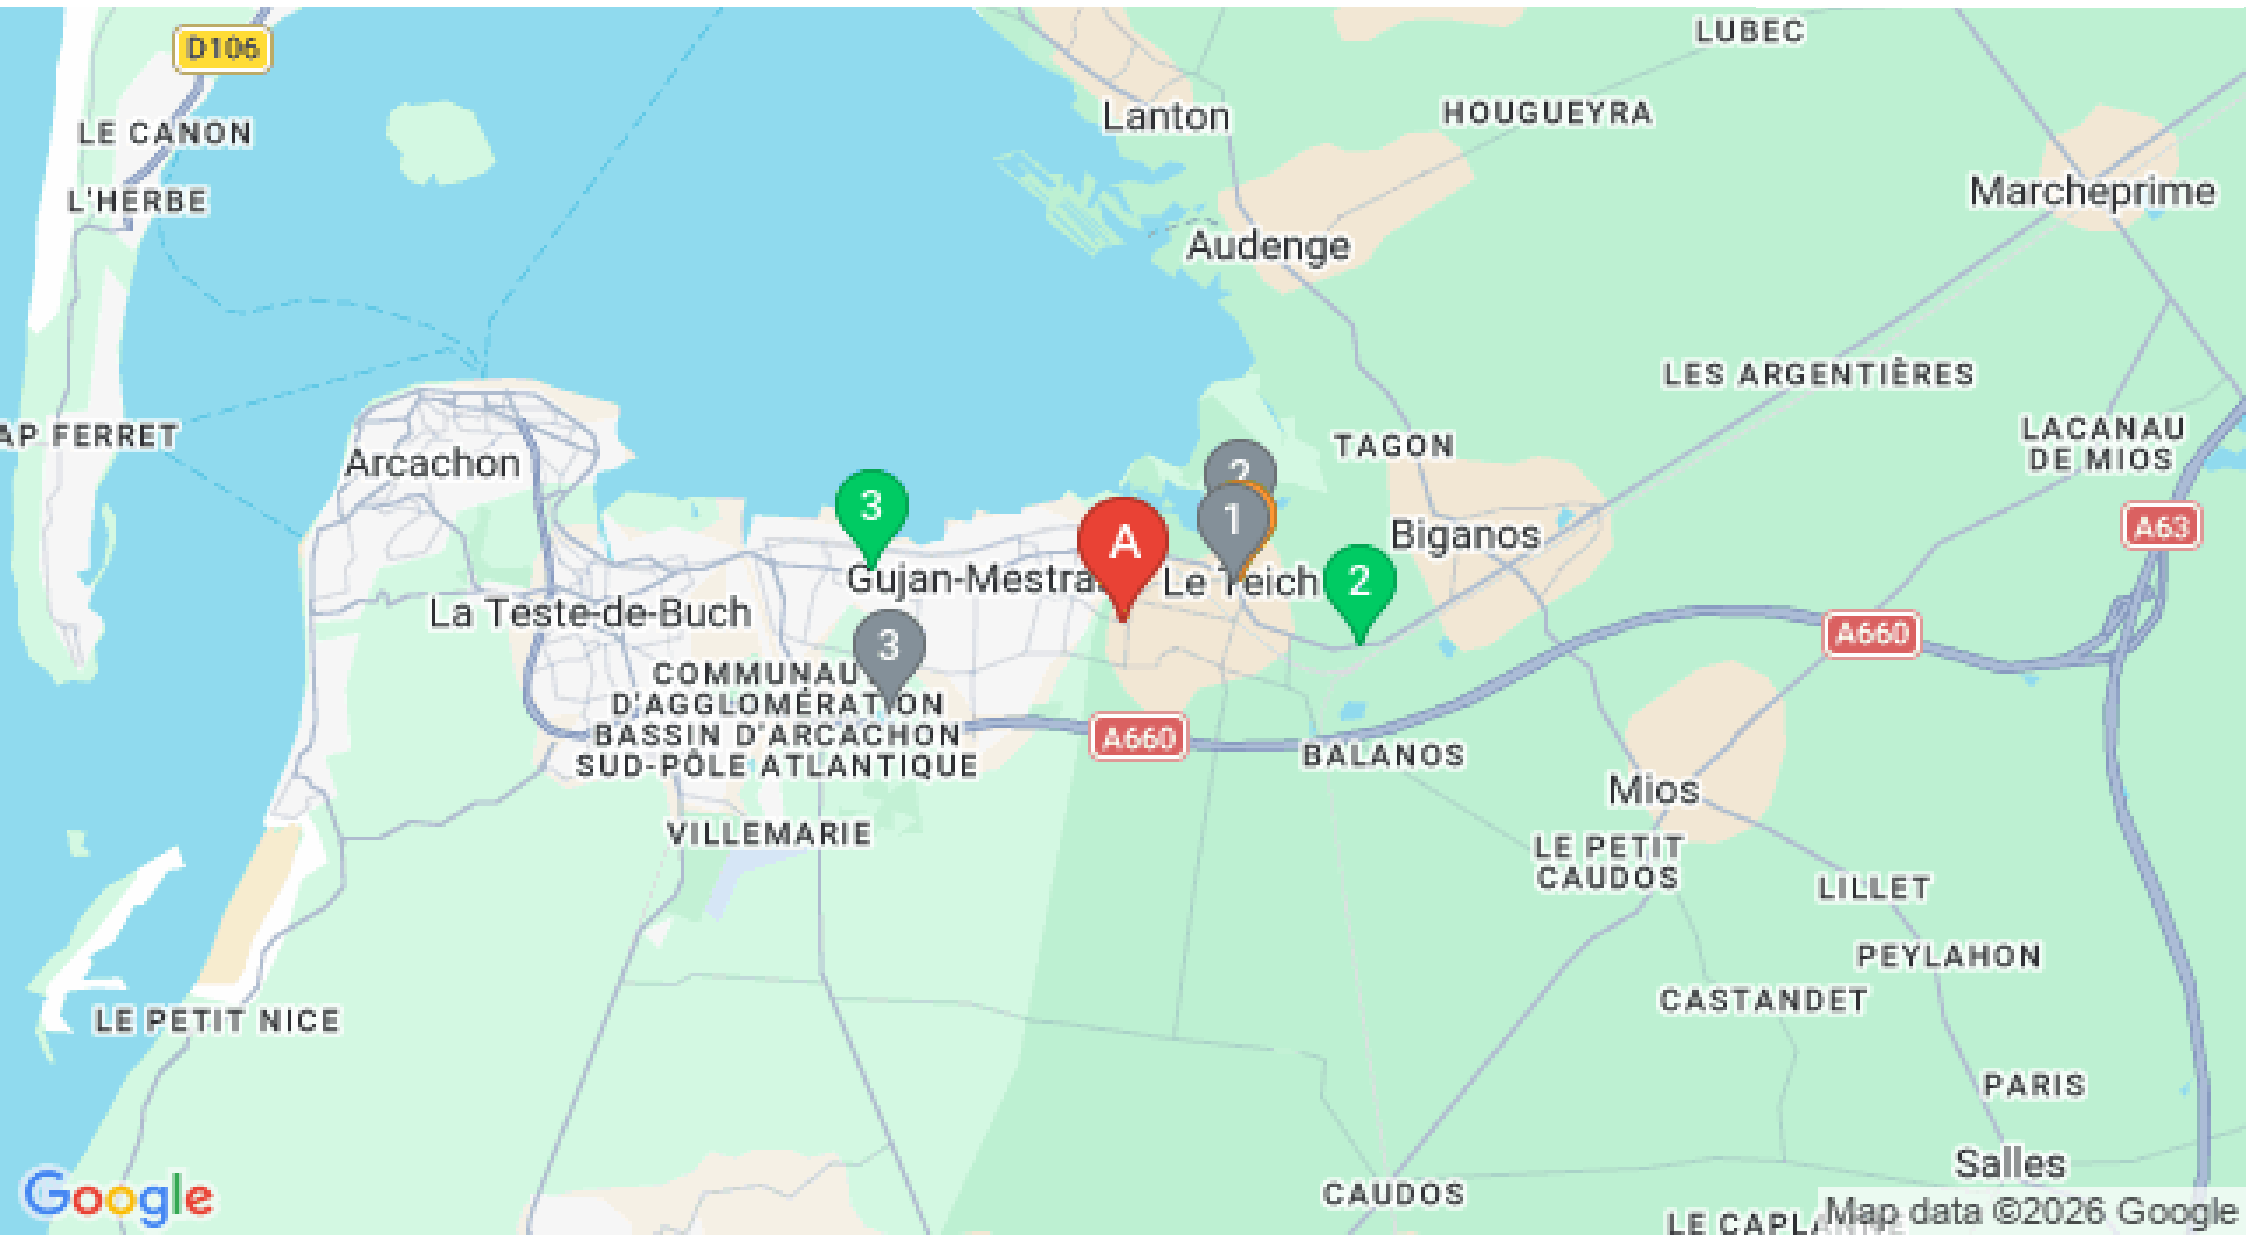 LUBEC
D106
Lanton
HOUGUEYRA
LE CANON
Marcheprime
L'HERBE
Audenge
LES ARGENTIÈRES
AP FERRET
TAGON
LACANAU
DE MIOS
Arcachon
2
3
1
A63
A
Biganos
Gujan-Mestra
Le Teich
2
La Teste-de-Buch
A660
3
COMMUNAU
D'AGGLOMÉRATION
BASSIN D'ARCACHON
SUD-PÔLE ATLANTIQUE
A660
BALANOS
Mios
VILLEMARIE
LE PETIT
CAUDOS
LILLET
PEYLAHON
CASTANDET
LE PETIT NICE
PARIS
Salles
CAUDOS
Google
Map data ©2026 Google